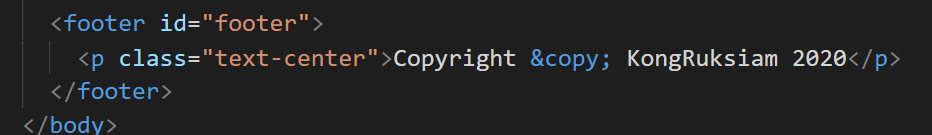 <footer id="footer">
<p class="text-center">Copyright &copy; KongRuksiam 2020</p>
</footer>
</body>